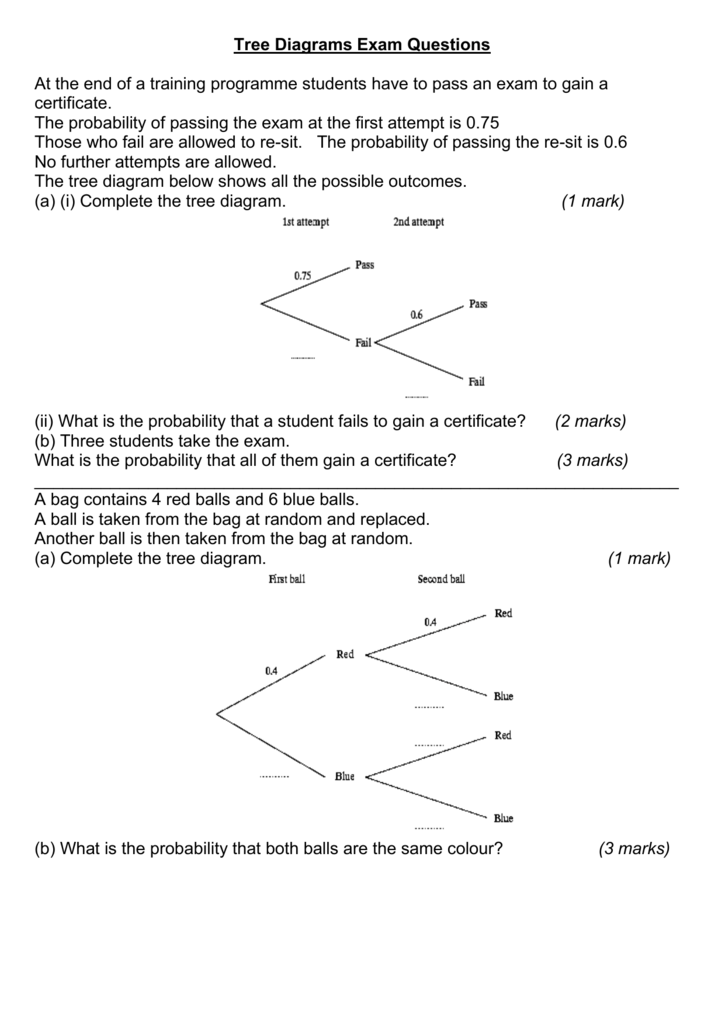 Tree Diagrams Exam Questions
At the end of a training programme students have to pass an exam to gain a
certificate.
The probability of passing the exam at the first attempt is 0.75
Those who fail are allowed to re-sit.   The probability of passing the re-sit is 0.6
No further attempts are allowed.
The tree diagram below shows all the possible outcomes.
(a) (i) Complete the tree diagram. (1 mark)
1st attempt 2nd attempt
Pass
0.75
Pass
0.6
Fail
..........
Fail
..........
(ii) What is the probability that a student fails to gain a certificate? (2 marks)
(b) Three students take the exam.
What is the probability that all of them gain a certificate? (3 marks)
A bag contains 4 red balls and 6 blue balls.
A ball is taken from the bag at random and replaced.
Another ball is then taken from the bag at random.
(a) Complete the tree diagram. (1 mark)
First ball Second ball
Red
0.4
Red
0.4
Blue
..........
Red
..........
.......... Blue
Blue
..........
(b) What is the probability that both balls are the same colour? (3 marks)